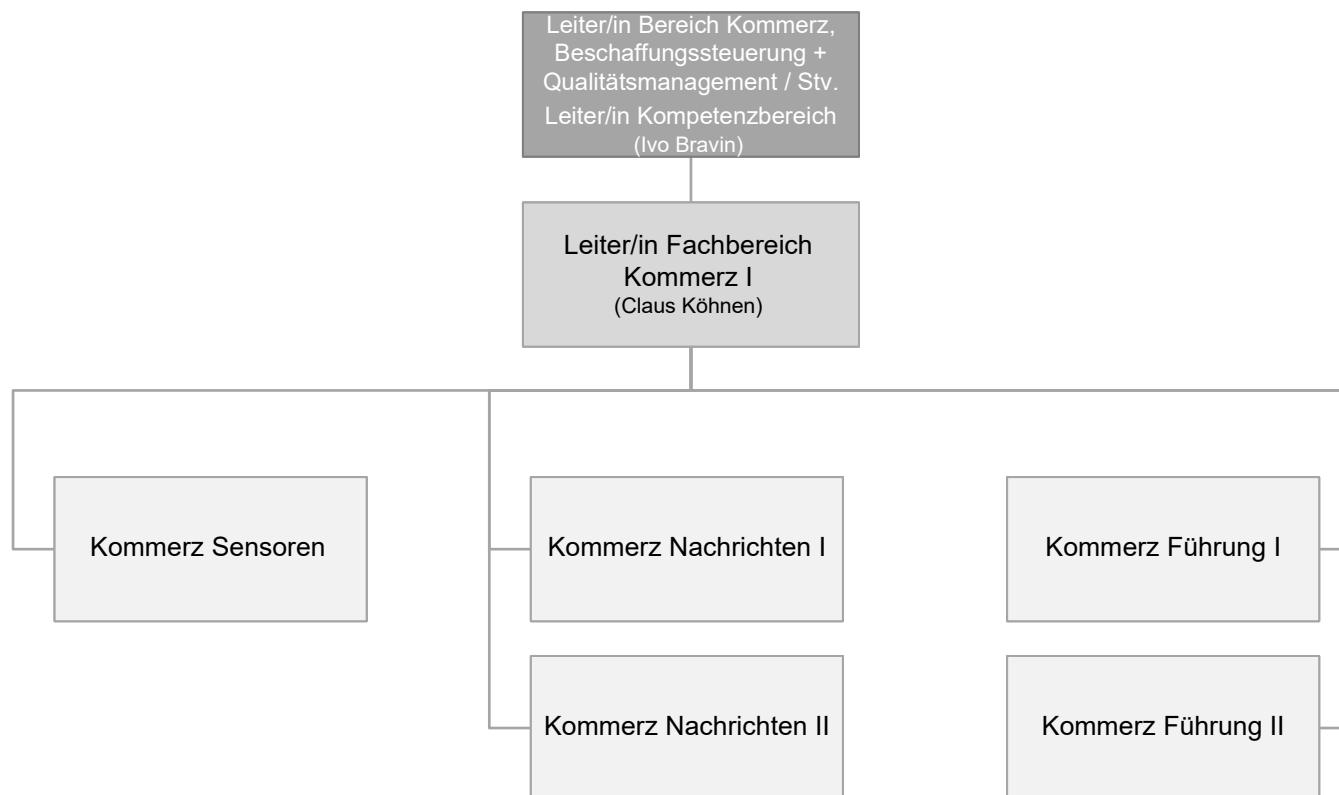 Leiter/in Bereich Kommerz,
Beschaffungssteuerung +
Qualitätsmanagement / Stv.
Leiter/in Kompetenzbereich
(Ivo Bravin)
Leiter/in Fachbereich
Kommerz I
(Claus Köhnen)
Kommerz Sensoren
Kommerz Nachrichten I
Kommerz Führung I
Kommerz Nachrichten II
Kommerz Führung II